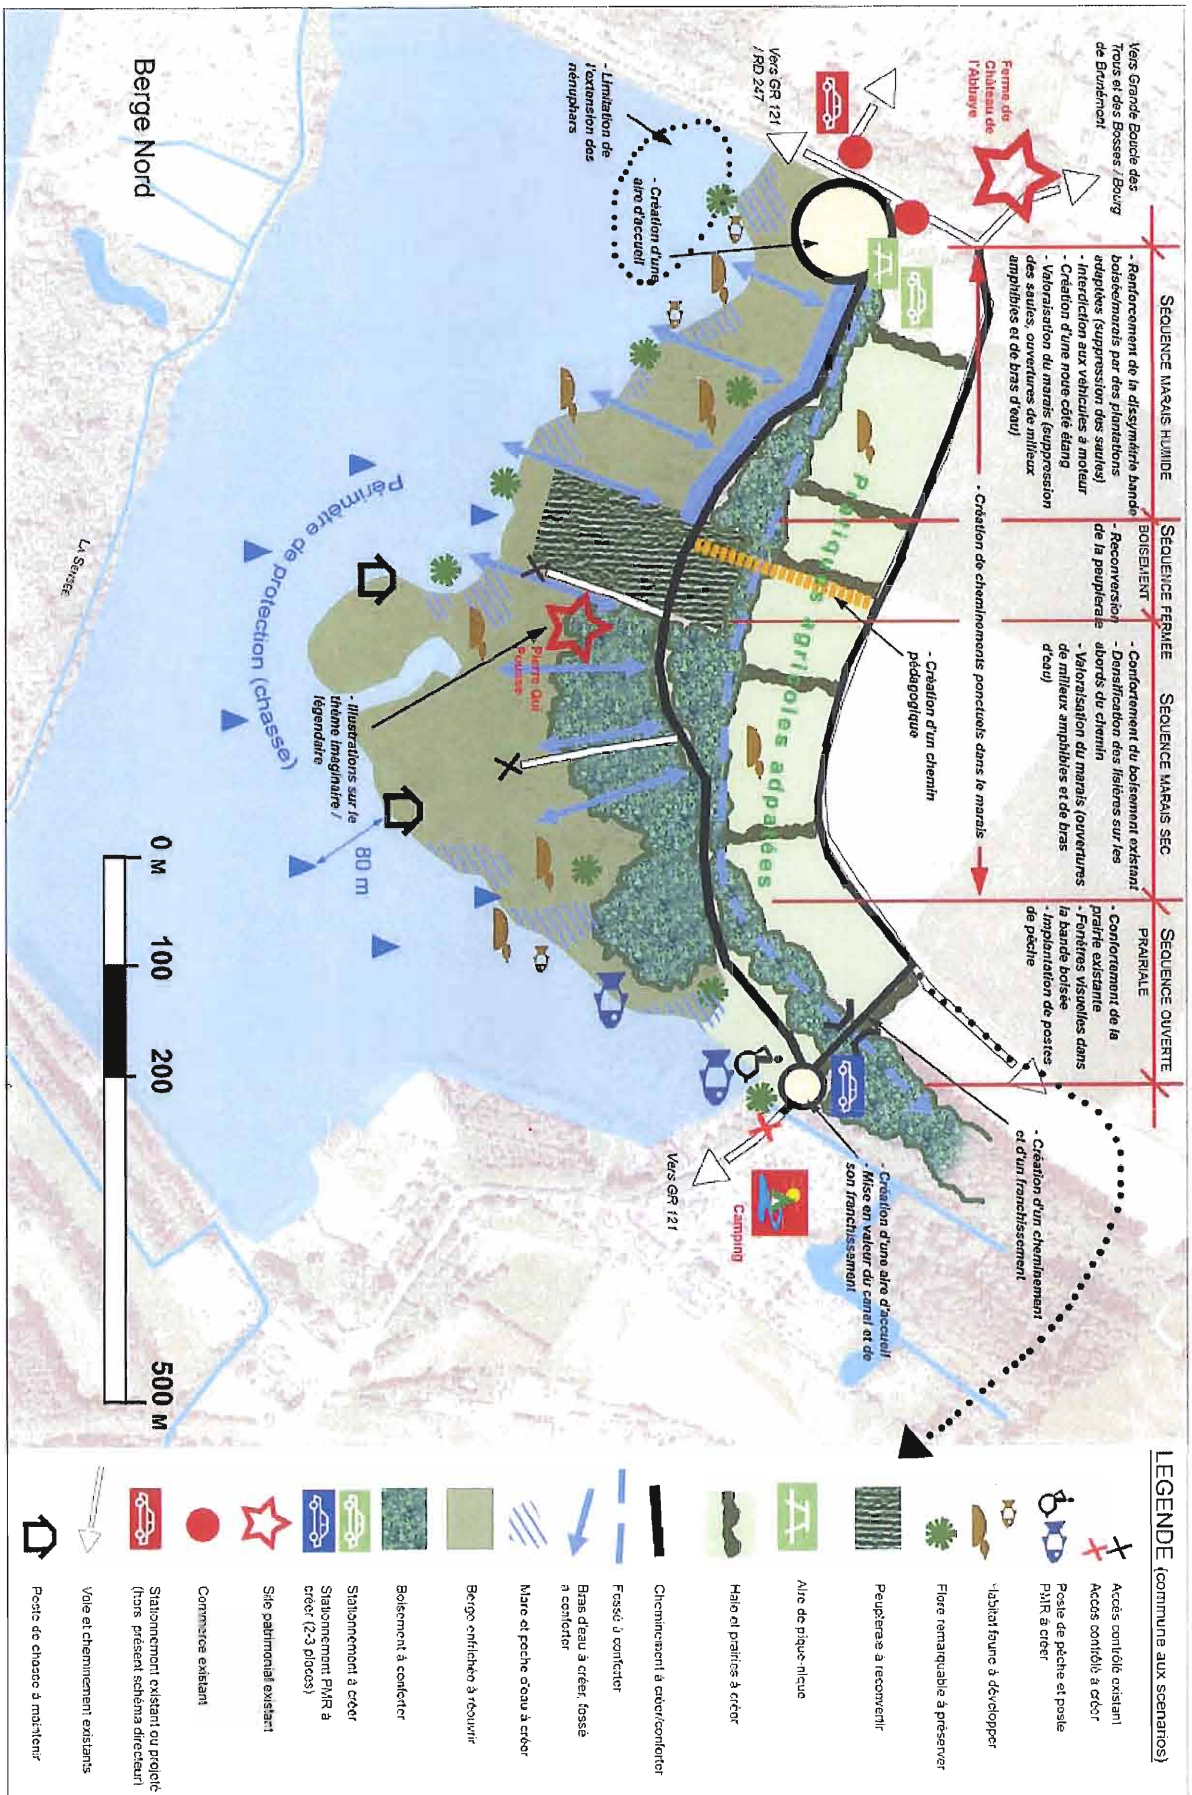 SÉQUENCE MARAIS HUMIDE
- Renforcement de la dissymétrie bande
boisée/marais par des plantations
adaptées (suppression des saules)
- Interdiction aux véhicules à moteur
- Création d'une noue côté étang
- Valoraisation du marais (suppression
des saules, ouvertures de milieux
amphibies et de bras d'eau)
SÉQUENCE FERMÉE
BOISEMENT
- Reconversion
de la peupleraie
SÉQUENCE MARAIS SEC
- Confortement du boisement existant
- Densification des lisières sur les
abords du chemin
- Valoraisation du marais (ouvertures
de milieux amphibies et de bras
d'eau)
SÉQUENCE OUVERTE
PRAIRIALE
- Confortement de la
prairie existante
- Fenêtres visuelles dans
la bande boisée
- Implantation de postes
de pêche
Vers Grande Boucle des
Trous et des Bosses / Bourg
de Brunémont
Ferme du
Château de
l'Abbaye
Vers GR 121
/ RD 247
- Création de cheminements ponctuels dans le marais
- Limitation de
l'extension des
nénuphars
- Création d'une
aire d'accueil
Pratiques agricoles adpatées
- Création d'un chemin
pédagogique
- Pierre Qui
Pousse
- Illustrations sur le
thème imaginaire /
légendaire
Périmètre de protection (chasse)
80 m
- Création d'un cheminement
et d'un franchissement
- Création d'une aire d'accueil
- Mise en valeur du canal et de
son franchissement
Camping
Vers GR 121
Berge Nord
LA SENSÉE
0 M
100
200
500 M
LEGENDE (commune aux scenarios)
Accès contrôlé existant
Accès contrôlé à créer
Poste de pêche et poste
PMR à créer
Habitat faune à développer
Flore remarquable à préserver
Peupleraie à reconvertir
Aire de pique-nique
Haie et prairies à créer
Cheminement à créer/conforter
Fossé à conforter
Bras d'eau à créer, fossé
à conforter
Mare et poche d'eau à créer
Berge enfrichée à réouvrir
Boisement à conforter
Stationnement à créer
Stationnement PMR à
créer (2-3 places)
Site patrimonial existant
Commerce existant
Stationnement existant ou projeté
(hors présent schéma directeur)
Voie et cheminement existants
Poste de chasse à maintenir